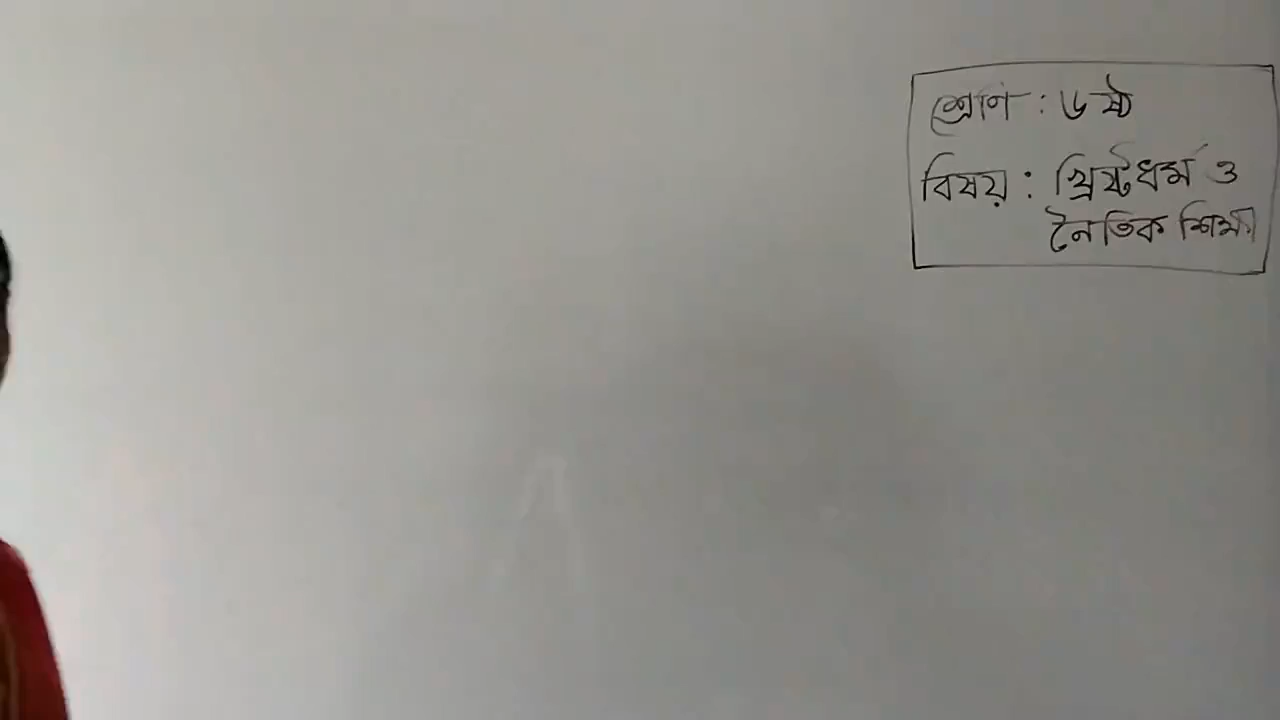 শ্রেণি : ৬ষ্ঠ
বিষয় : খ্রিষ্টধর্ম ও
নৈতিক শিক্ষা